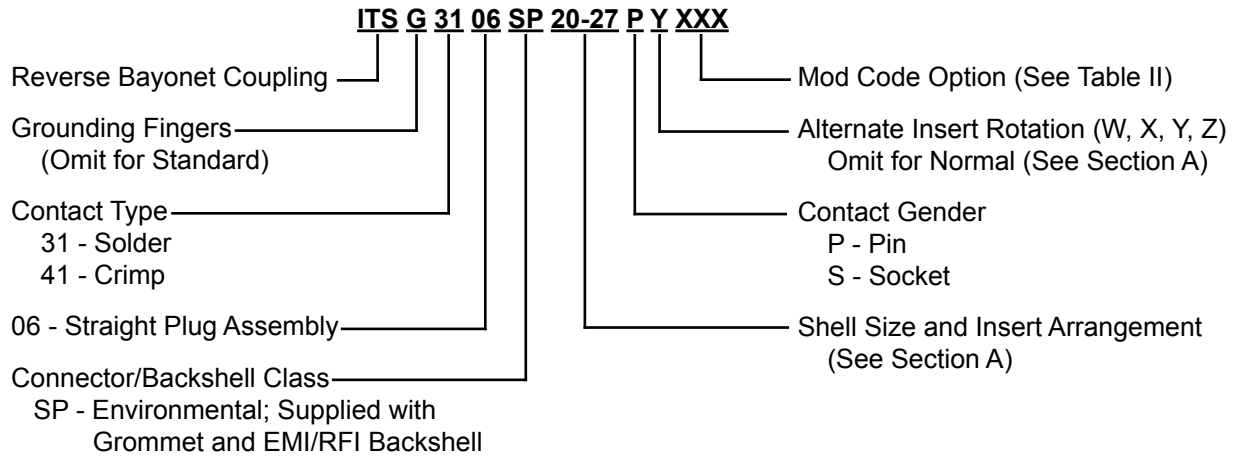 ITS G 31 06 SP 20-27 P Y XXX
Reverse Bayonet Coupling
Grounding Fingers
(Omit for Standard)
Contact Type
31 - Solder
41 - Crimp
06 - Straight Plug Assembly
Connector/Backshell Class
SP - Environmental; Supplied with
Grommet and EMI/RFI Backshell
Mod Code Option (See Table II)
Alternate Insert Rotation (W, X, Y, Z)
Omit for Normal (See Section A)
Contact Gender
P - Pin
S - Socket
Shell Size and Insert Arrangement
(See Section A)